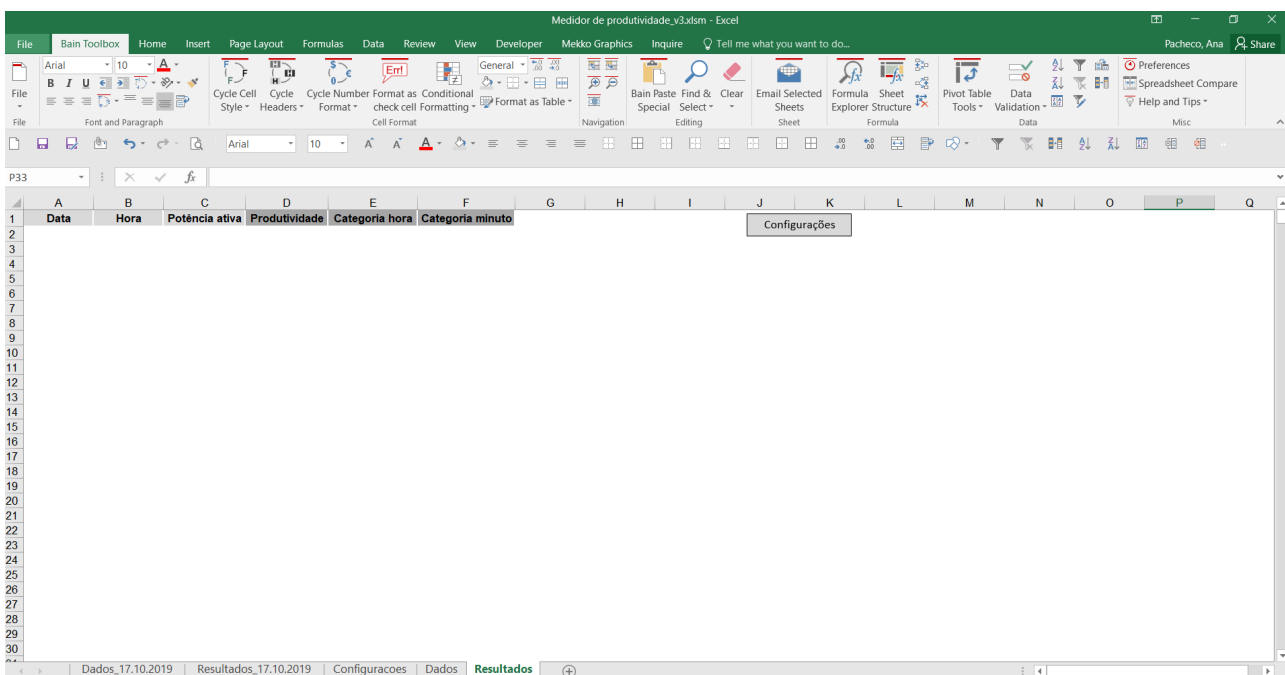 Medidor de produtividade_v3.xlsm - Excel
File Bain Toolbox Home Insert Page Layout Formulas Data Review View Developer Mekko Graphics Inquire Tell me what you want to do... Pacheco, Ana Share
Arial 10 General Preferences
Spreadsheet Compare
File Cycle Cell Cycle Cycle Number Format as Conditional Bain Paste Find & Clear Email Selected Formula Sheet Pivot Table Data
Style Headers Format check cell Formatting Format as Table Special Select Sheets Explorer Structure Tools Validation Help and Tips
File Font and Paragraph Cell Format Navigation Editing Sheet Formula Data Misc
Arial 10
P33 fx
A B C D E F G H I J K L M N O P Q
1 Data Hora Potência ativa Produtividade Categoria hora Categoria minuto Configurações
2
3
4
5
6
7
8
9
10
11
12
13
14
15
16
17
18
19
20
21
22
23
24
25
26
27
28
29
30
Dados_17.10.2019 Resultados_17.10.2019 Configuracoes Dados Resultados